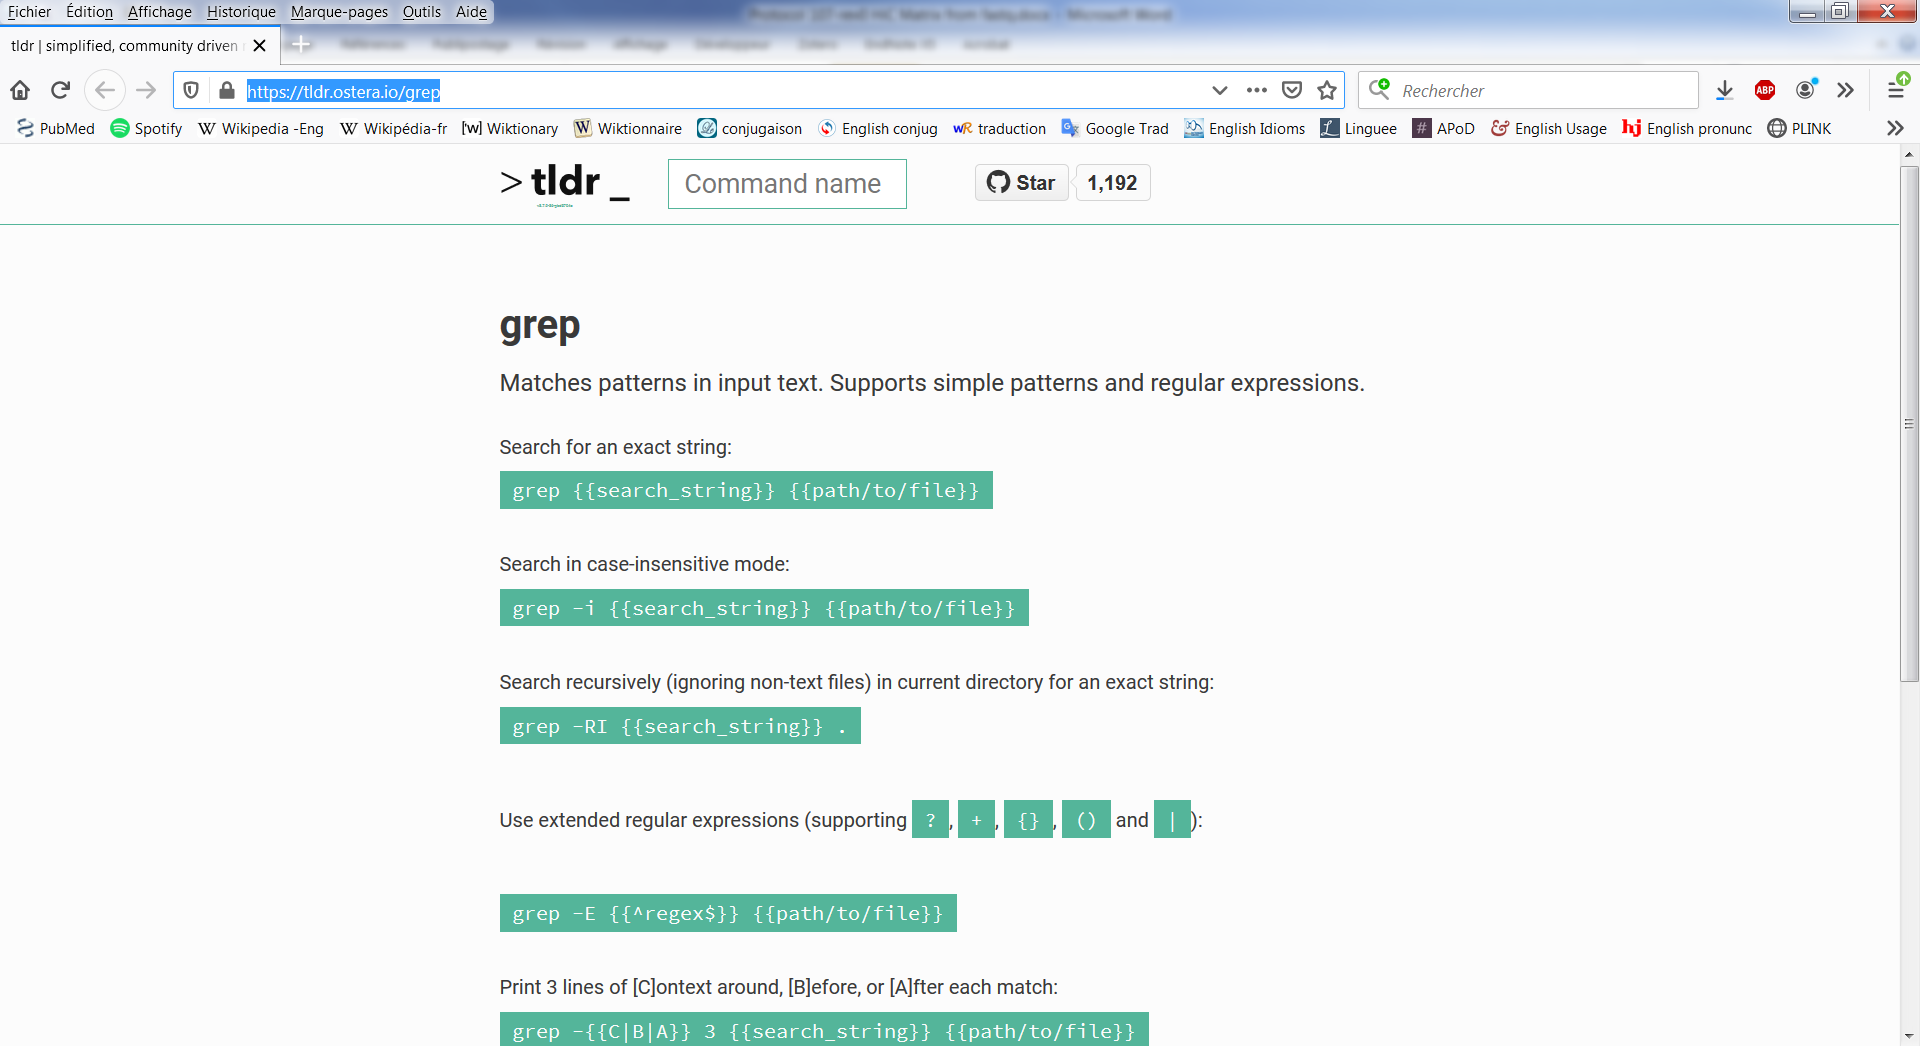 Fichier Édition Affichage Historique Marque-pages Outils Aide
tldr | simplified, community driven
https://tldr.ostera.io/grep
Rechercher
ABP
PubMed Spotify Wikipedia -Eng Wikipédia-fr Wiktionary Wiktionnaire conjugaison English conjug traduction Google Trad English Idioms Linguee APoD English Usage English pronunc PLINK
> tldr _
Command name
Star 1,192
grep
Matches patterns in input text. Supports simple patterns and regular expressions.
Search for an exact string:
grep {{search_string}} {{path/to/file}}
Search in case-insensitive mode:
grep -i {{search_string}} {{path/to/file}}
Search recursively (ignoring non-text files) in current directory for an exact string:
grep -RI {{search_string}} .
Use extended regular expressions (supporting ?, +, {}, () and |):
grep -E {{^regex$}} {{path/to/file}}
Print 3 lines of [C]ontext around, [B]efore, or [A]fter each match:
grep -{{C|B|A}} 3 {{search_string}} {{path/to/file}}